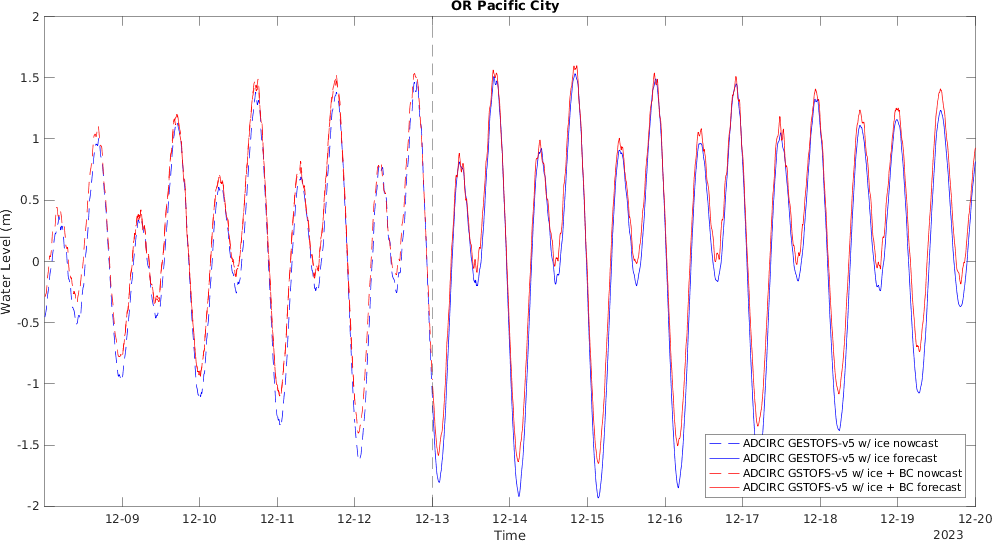 OR Pacific City
2
1.5
1
0.5
0
-0.5
-1
-1.5
-2
Water Level (m)
ADCIRC GESTOFS-v5 w/ ice nowcast
ADCIRC GESTOFS-v5 w/ ice forecast
ADCIRC GSTOFS-v5 w/ ice + BC nowcast
ADCIRC GSTOFS-v5 w/ ice + BC forecast
12-09 12-10 12-11 12-12 12-13 12-14 12-15 12-16 12-17 12-18 12-19 12-20
Time
2023